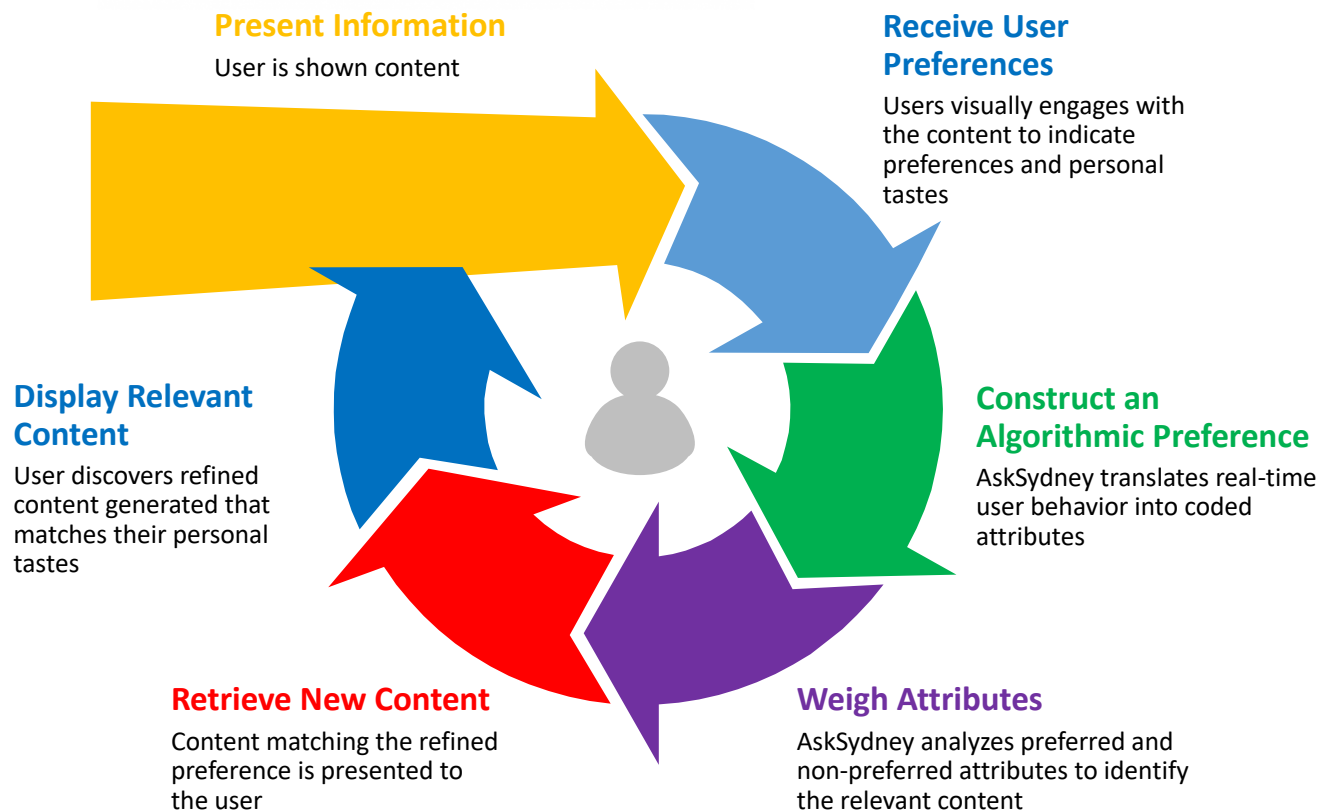 Present Information
User is shown content
Receive User
Preferences
Users visually engages with
the content to indicate
preferences and personal
tastes
Construct an
Algorithmic Preference
AskSydney translates real-time
user behavior into coded
attributes
Weigh Attributes
AskSydney analyzes preferred and
non-preferred attributes to identify
the relevant content
Retrieve New Content
Content matching the refined
preference is presented to
the user
Display Relevant
Content
User discovers refined
content generated that
matches their personal
tastes